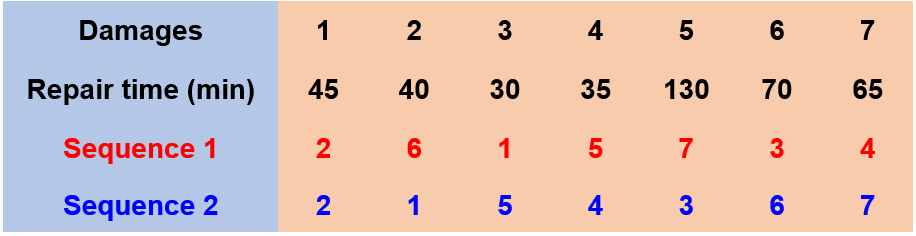 Damages 1 2 3 4 5 6 7
Repair time (min) 45 40 30 35 130 70 65
Sequence 1 2 6 1 5 7 3 4
Sequence 2 2 1 5 4 3 6 7